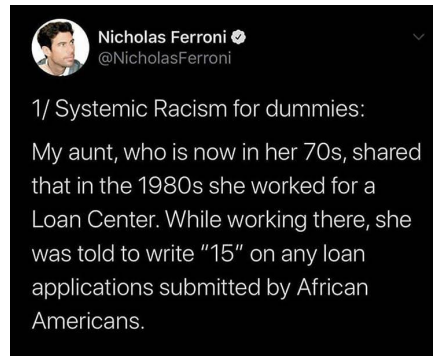 Nicholas Ferroni
@NicholasFerroni
1/ Systemic Racism for dummies:
My aunt, who is now in her 70s, shared
that in the 1980s she worked for a
Loan Center. While working there, she
was told to write “15” on any loan
applications submitted by African
Americans.